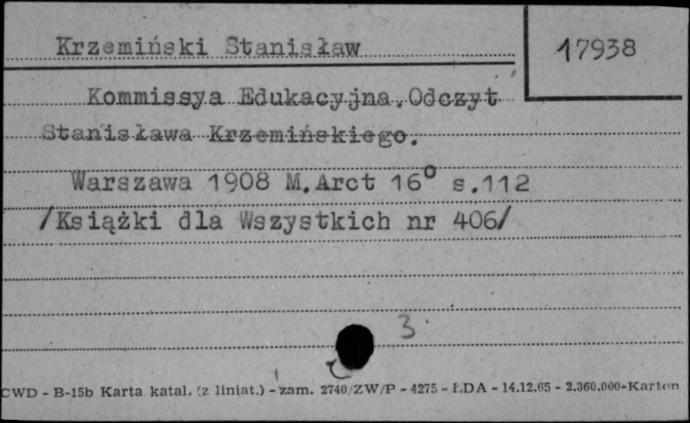 Krzemiński Stanisław
17938
Kommissya Edukacyjna.Odczyt
Stanisława Krzemińskiego.
Warszawa 1908 M.Arct 16° s.112
/Książki dla Wszystkich nr 406/
3
CWD - B-15b Karta katal. (z liniat.) - zam. 2740/ZW/P - 4275 - ŁDA - 14.12.65 - 2.360.000-Karton